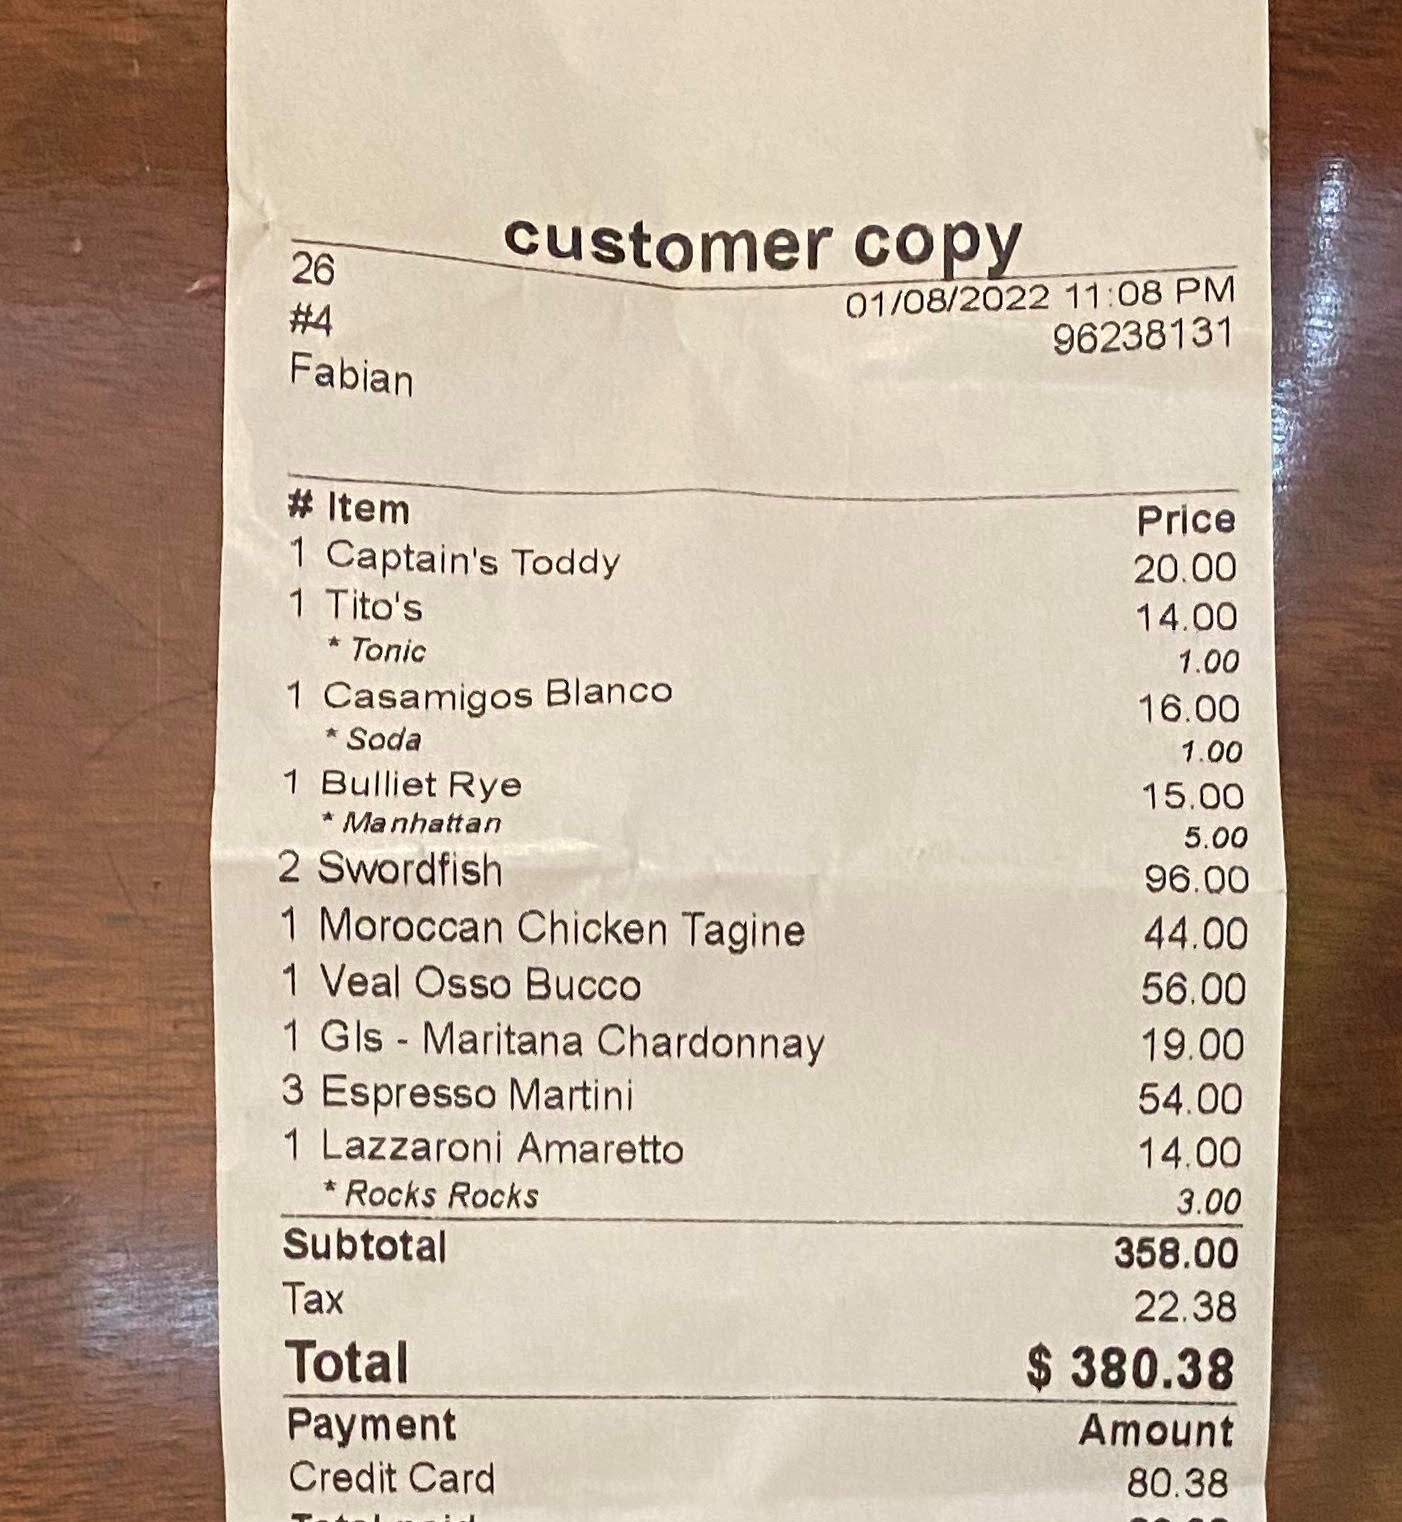 customer copy
26
01/08/2022 11:08 PM
#4
96238131
Fabian
# Item Price
1 Captain's Toddy 20.00
1 Tito's 14.00
* Tonic 1.00
1 Casamigos Blanco 16.00
* Soda 1.00
1 Bulliet Rye 15.00
* Manhattan 5.00
2 Swordfish 96.00
1 Moroccan Chicken Tagine 44.00
1 Veal Osso Bucco 56.00
1 Gls - Maritana Chardonnay 19.00
3 Espresso Martini 54.00
1 Lazzaroni Amaretto 14.00
* Rocks Rocks 3.00
Subtotal 358.00
Tax 22.38
Total $ 380.38
Payment Amount
Credit Card 80.38